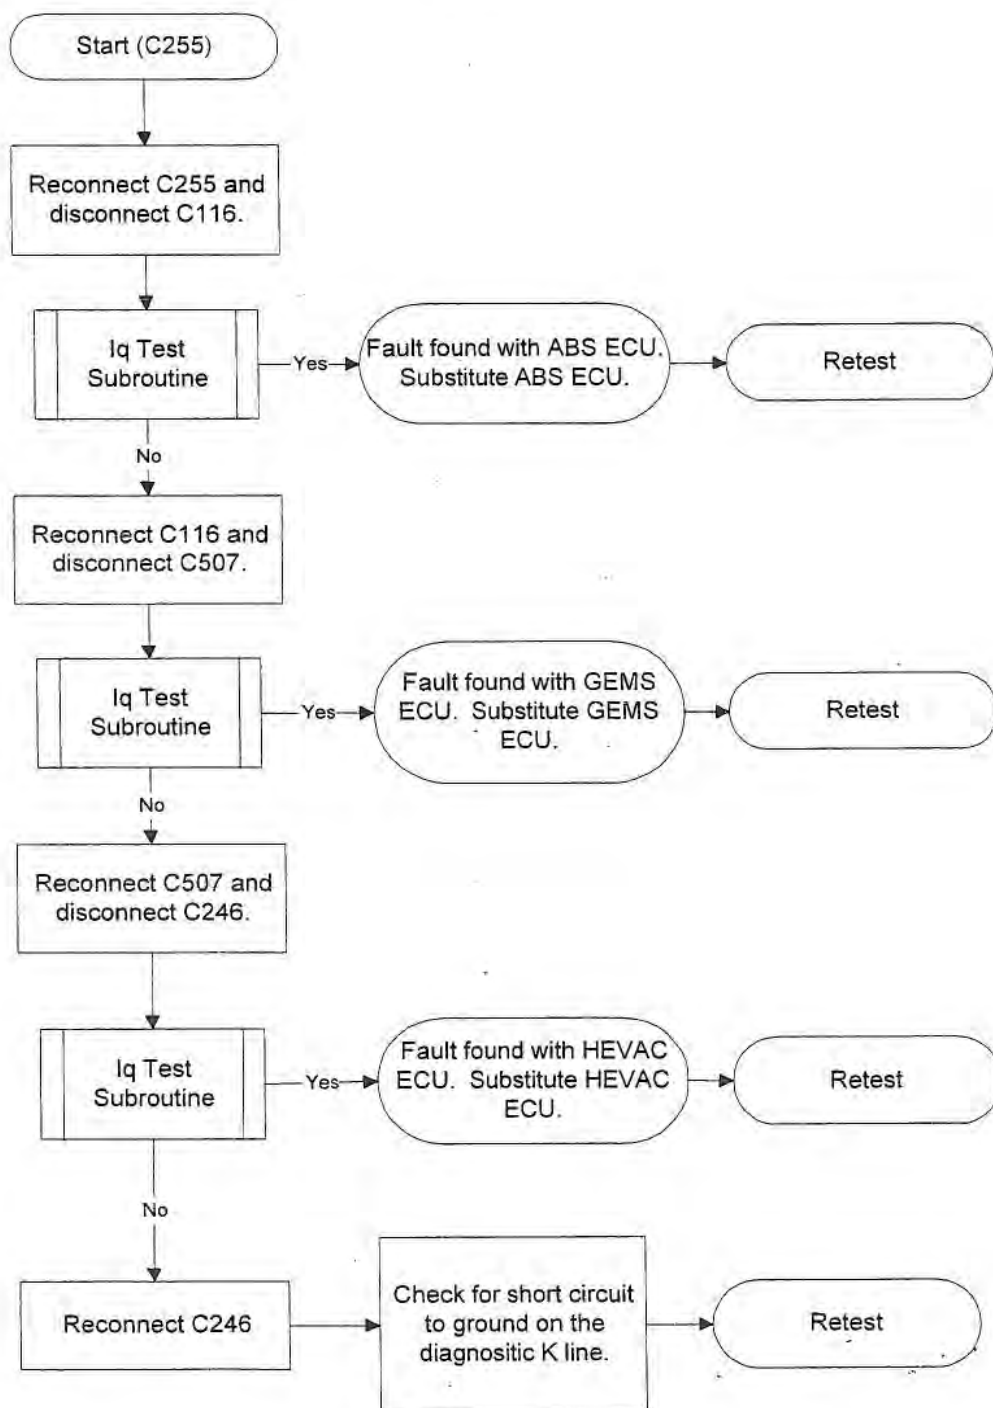 Start (C255)
Reconnect C255 and
disconnect C116.
Iq Test
Subroutine
Yes
Fault found with ABS ECU.
Substitute ABS ECU.
Retest
No
Reconnect C116 and
disconnect C507.
Iq Test
Subroutine
Yes
Fault found with GEMS
ECU. Substitute GEMS
ECU.
Retest
No
Reconnect C507 and
disconnect C246.
Iq Test
Subroutine
Yes
Fault found with HEVAC
ECU. Substitute HEVAC
ECU.
Retest
No
Reconnect C246
Check for short circuit
to ground on the
diagnositic K line.
Retest